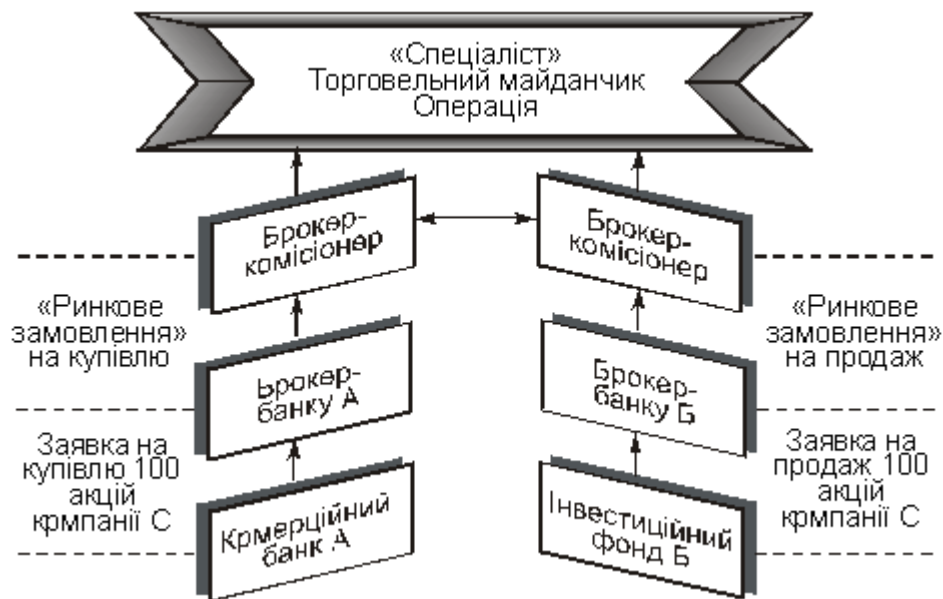 «Спеціаліст»
Торговельний майданчик
Операція
Брокер-
комісіонер
Брокер-
комісіонер
«Ринкове
замовлення»
на купівлю
«Ринкове
замовлення»
на продаж
Брокер-
банку А
Брокер-
банку Б
Заявка на
купівлю 100
акцій
крмпанії С
Заявка на
продаж 100
акцій
крмпанії С
Крмерційний
банк А
Інвестиційний
фонд Б